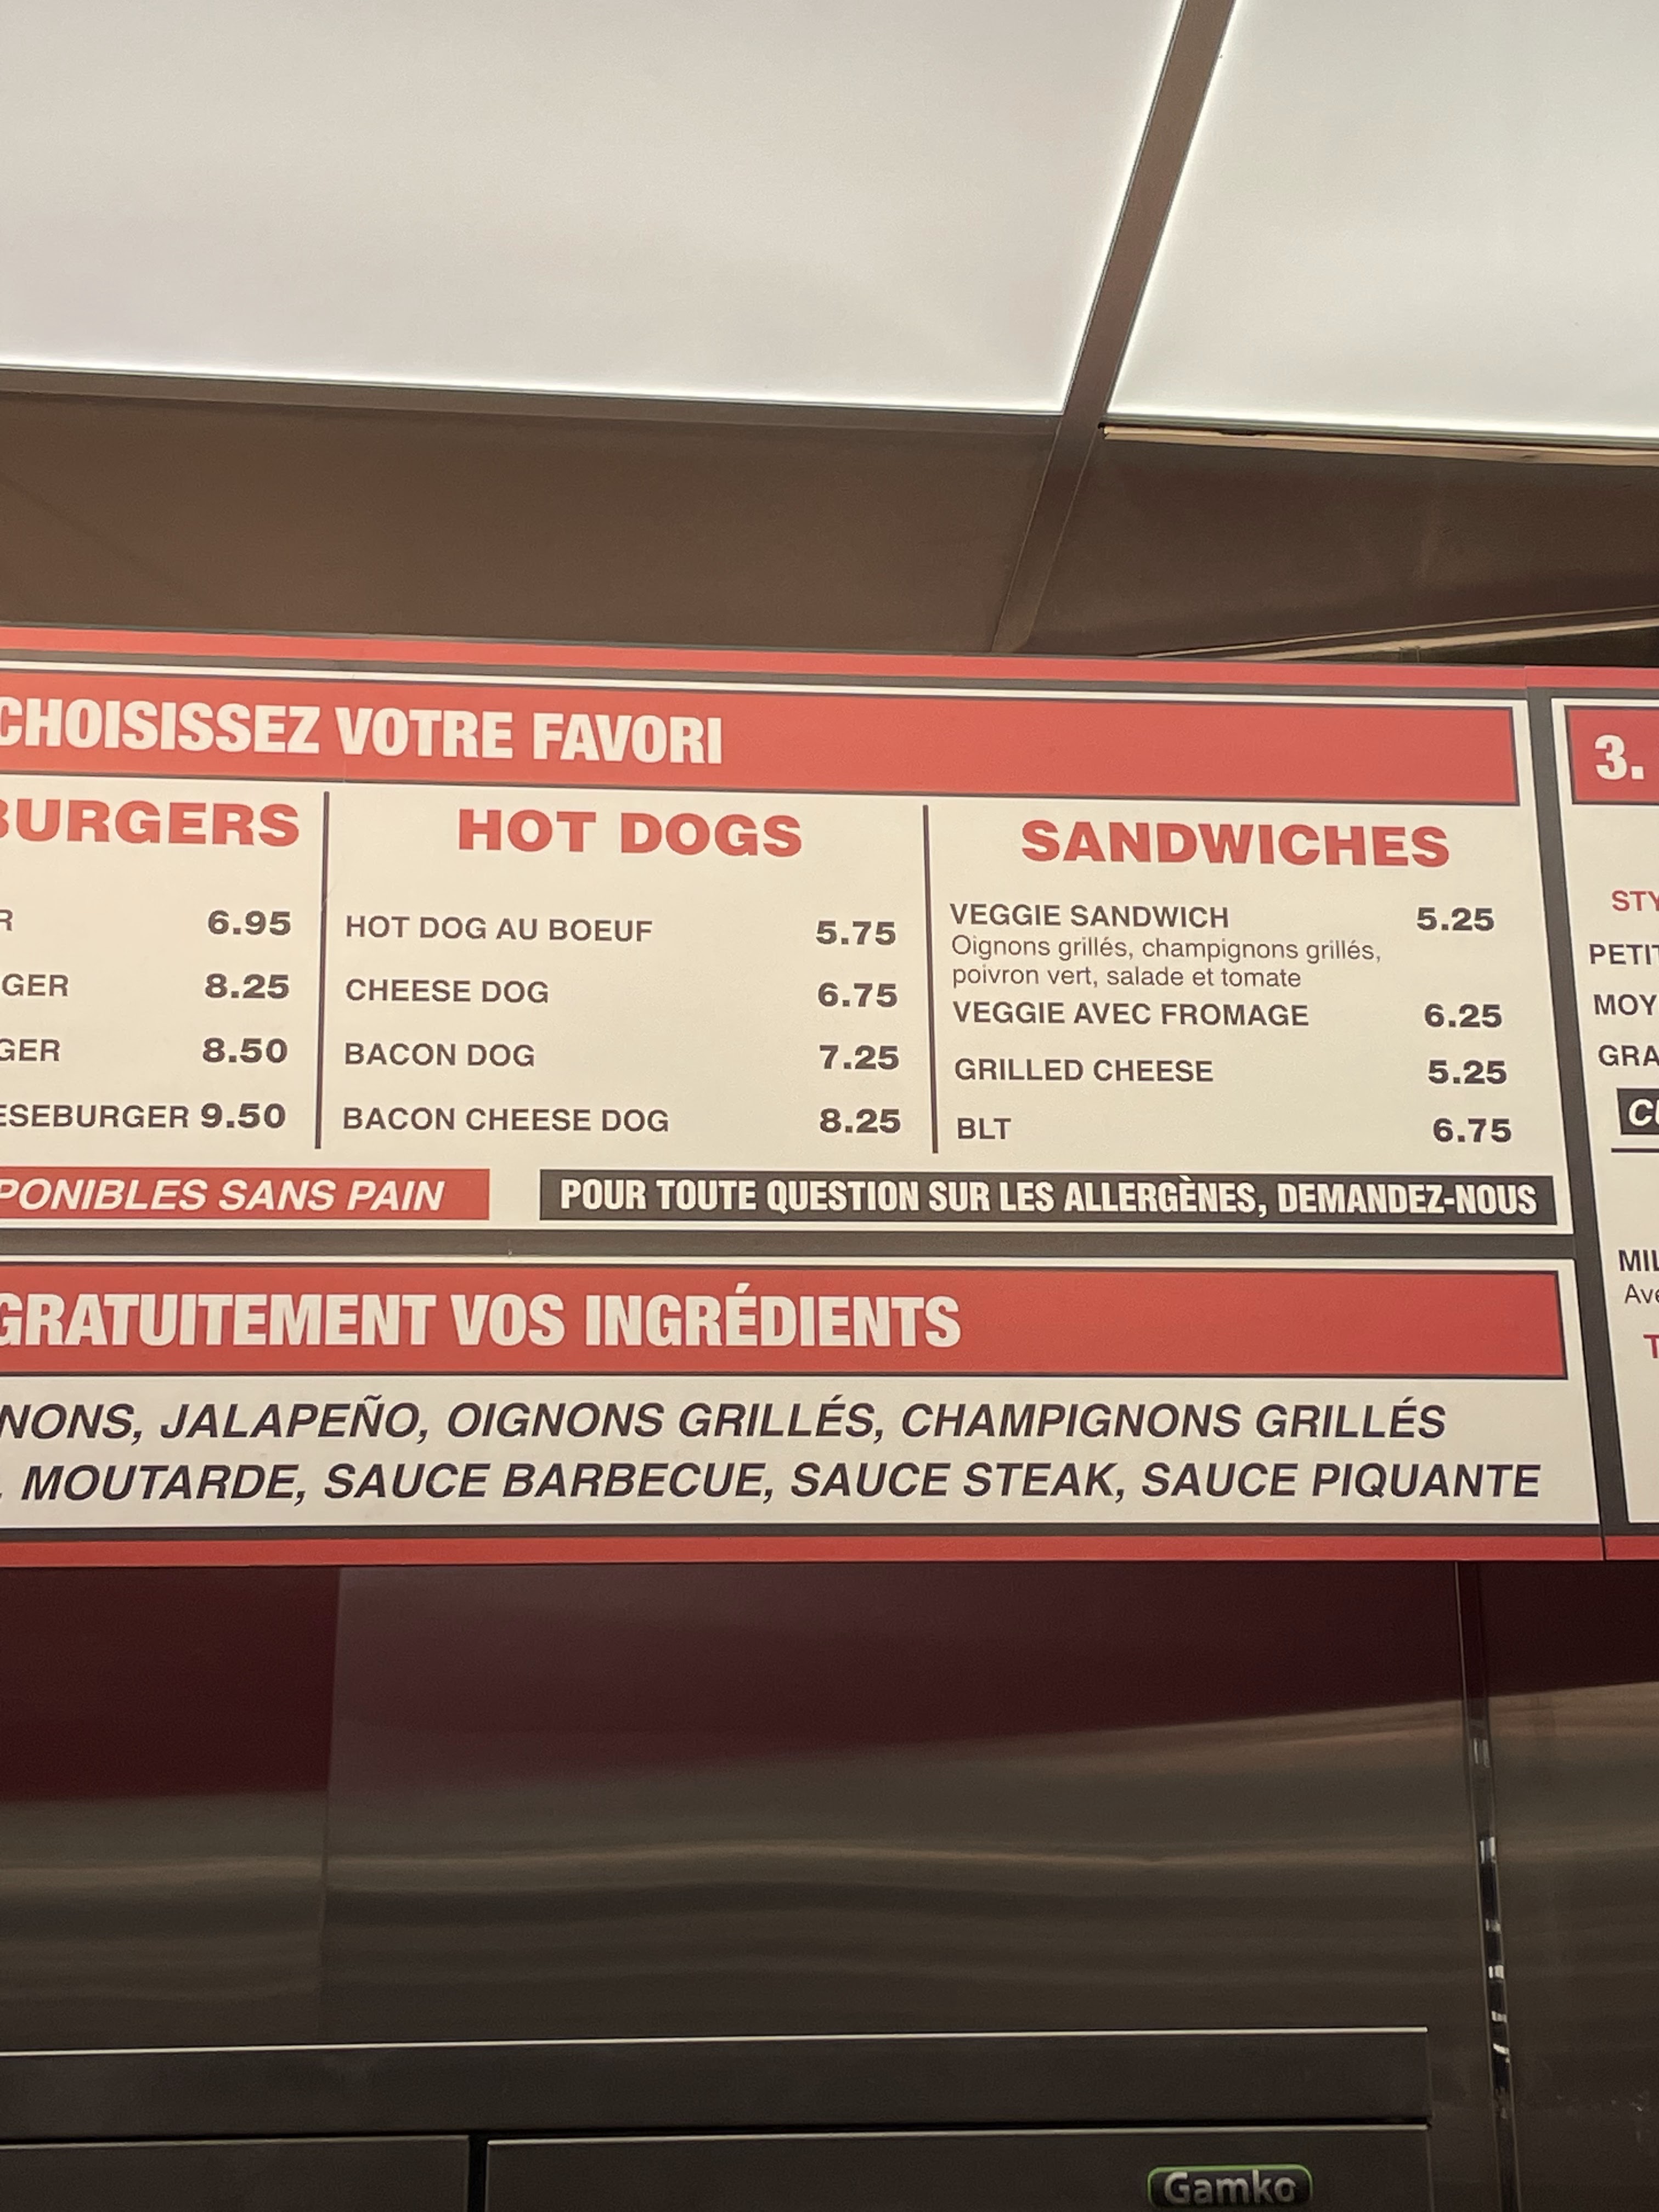 CHOISISSEZ VOTRE FAVORI
3.
BURGERS
6.95
8.25
8.50
9.50
HOT DOGS
HOT DOG AU BOEUF 5.75
CHEESE DOG 6.75
BACON DOG 7.25
BACON CHEESE DOG 8.25
SANDWICHES
VEGGIE SANDWICH 5.25
Oignons grillés, champignons grillés,
poivron vert, salade et tomate
VEGGIE AVEC FROMAGE 6.25
GRILLED CHEESE 5.25
BLT 6.75
SANS PAIN
POUR TOUTE QUESTION SUR LES ALLERGÈNES, DEMANDEZ-NOUS
GRATUITEMENT VOS INGRÉDIENTS
JALAPEÑO, OIGNONS GRILLÉS, CHAMPIGNONS GRILLÉS
MOUTARDE, SAUCE BARBECUE, SAUCE STEAK, SAUCE PIQUANTE
Gamko